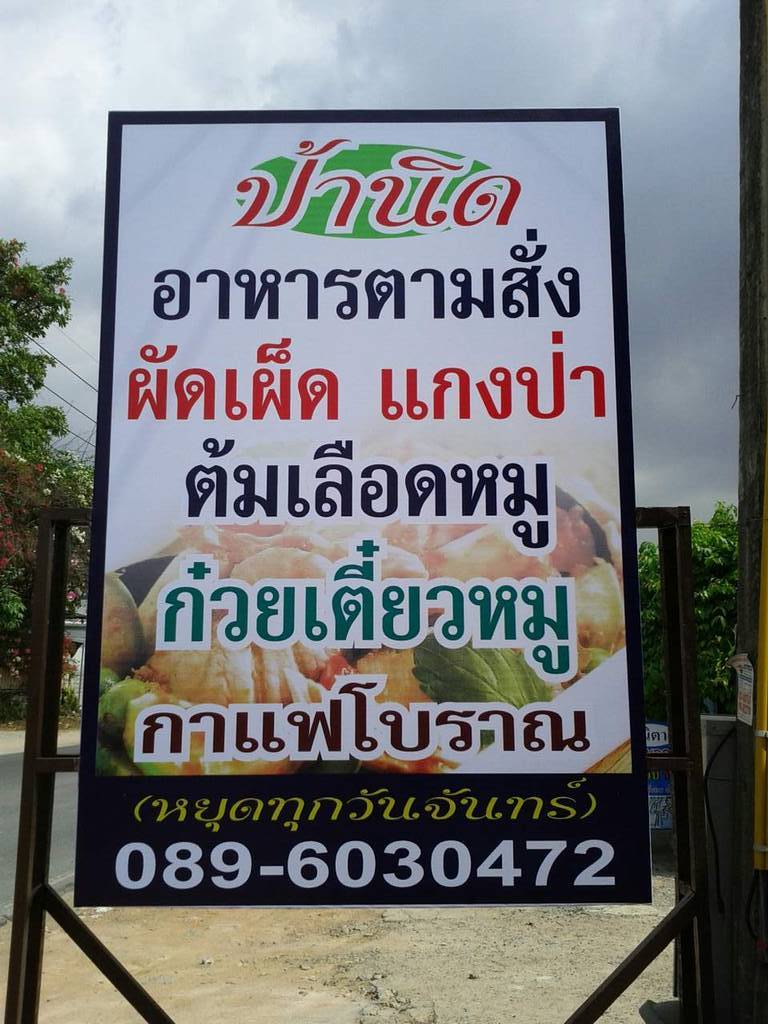 ป้านิด
อาหารตามสั่ง
ผัดเผ็ด แกงป่า
ต้มเลือดหมู
ก๋วยเตี๋ยวหมู
กาแฟโบราณ
(หยุดทุกวันจันทร์)
089-6030472